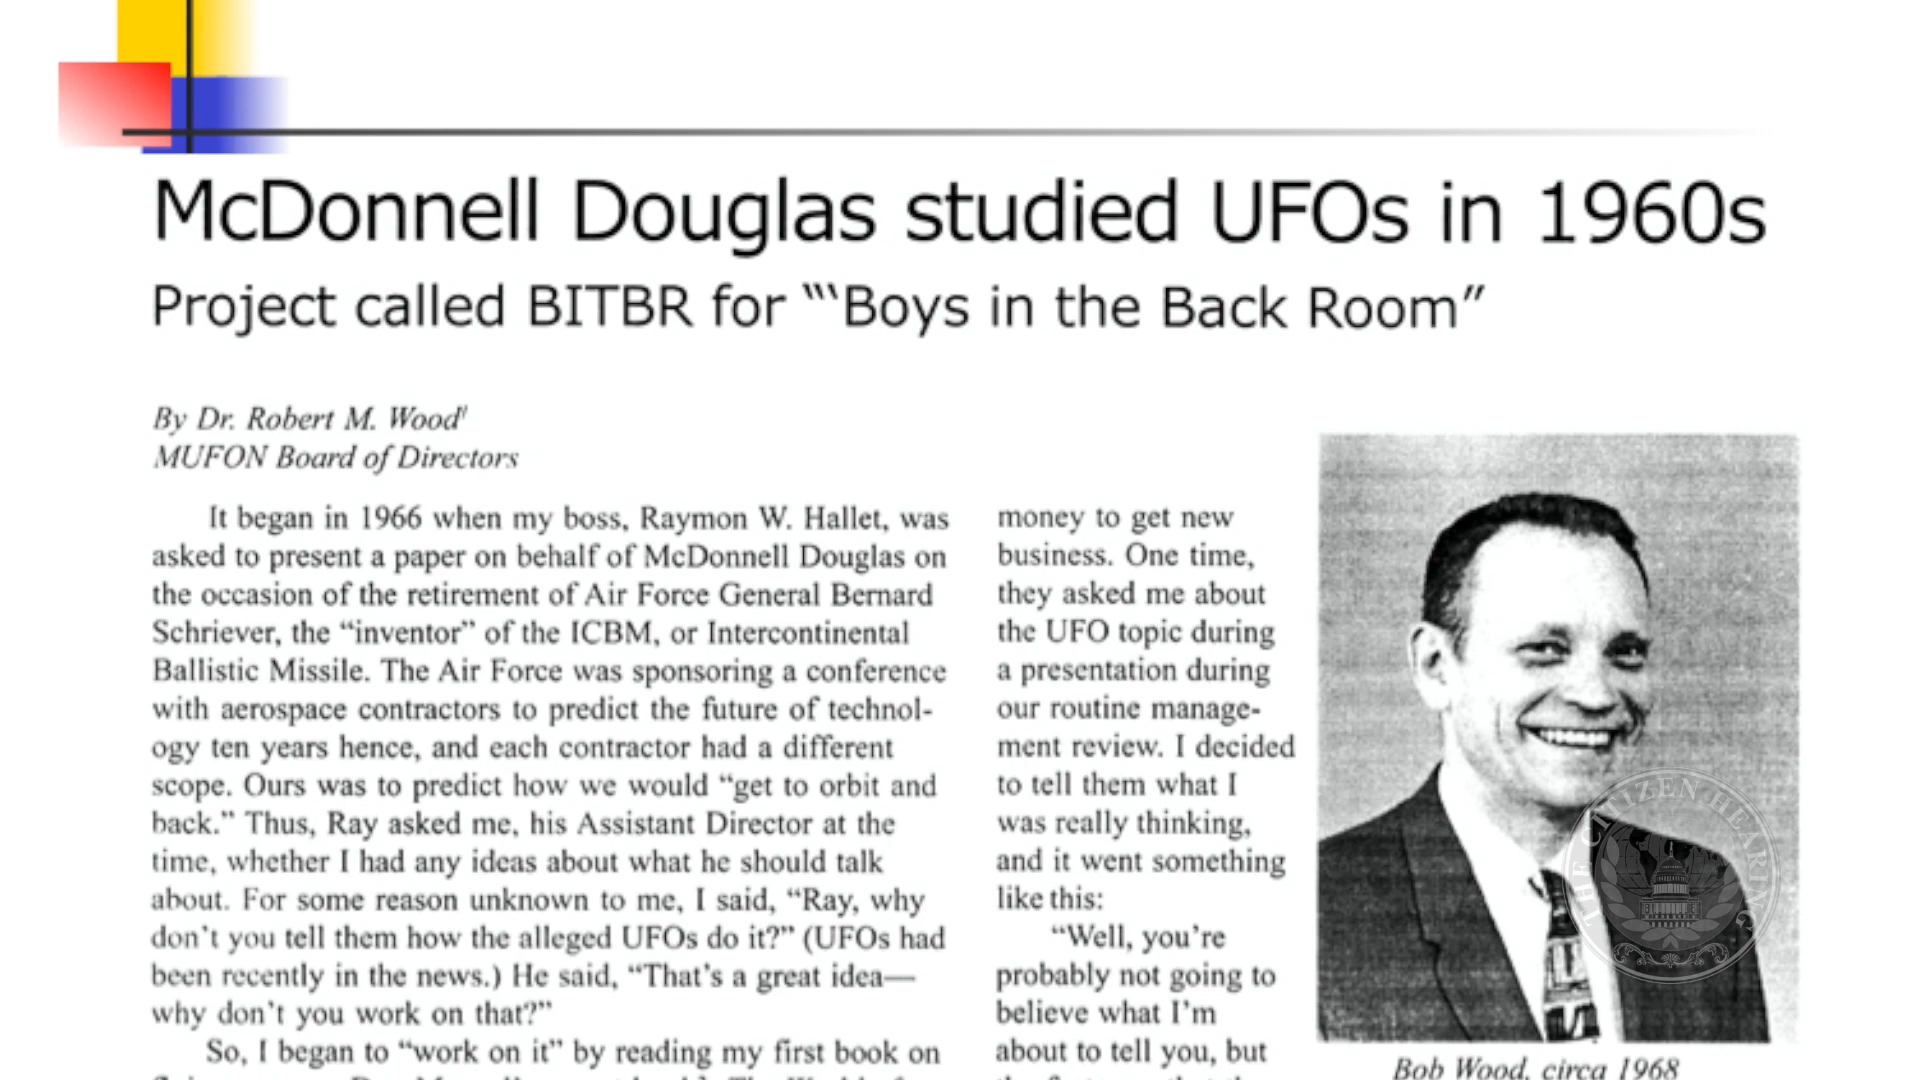 McDonnell Douglas studied UFOs in 1960s
Project called BITBR for “‘Boys in the Back Room”
By Dr. Robert M. Wood
MUFON Board of Directors
It began in 1966 when my boss, Raymon W. Hallet, was
asked to present a paper on behalf of McDonnell Douglas on
the occasion of the retirement of Air Force General Bernard
Schriever, the “inventor” of the ICBM, or Intercontinental
Ballistic Missile. The Air Force was sponsoring a conference
with aerospace contractors to predict the future of technol-
ogy ten years hence, and each contractor had a different
scope. Ours was to predict how we would “get to orbit and
back.” Thus, Ray asked me, his Assistant Director at the
time, whether I had any ideas about what he should talk
about. For some reason unknown to me, I said, “Ray, why
don’t you tell them how the alleged UFOs do it?” (UFOs had
been recently in the news.) He said, “That’s a great idea—
why don’t you work on that?”
So, I began to “work on it” by reading my first book on
money to get new
business. One time,
they asked me about
the UFO topic during
a presentation during
our routine manage-
ment review. I decided
to tell them what I
was really thinking,
and it went something
like this:
“Well, you’re
probably not going to
believe what I’m
about to tell you, but
THE CITIZEN HEARING
Bob Wood, circa 1968